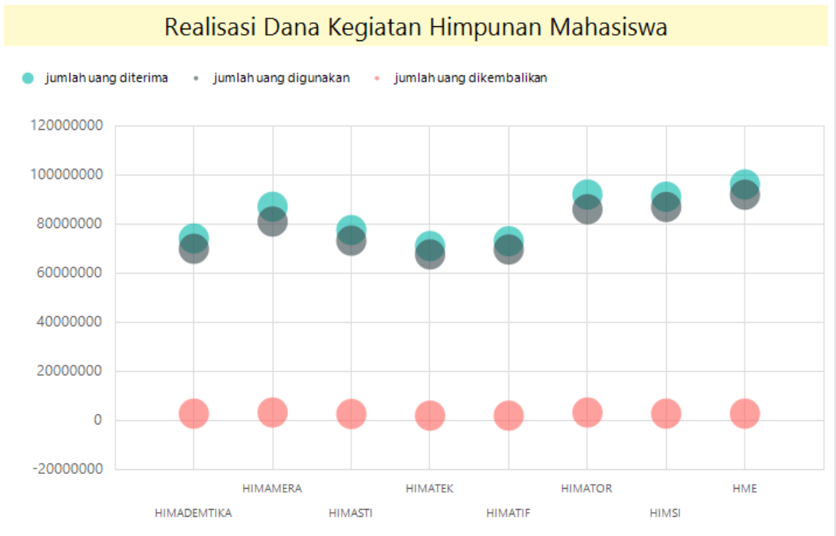 Realisasi Dana Kegiatan Himpunan Mahasiswa
jumlah uang diterima jumlah uang digunakan jumlah uang dikembalikan
120000000
100000000
80000000
60000000
40000000
20000000
0
-20000000
HIMAMERA HIMATEK HIMATOR HME
HIMADEMTIKA HIMASTI HIMATIF HIMSI